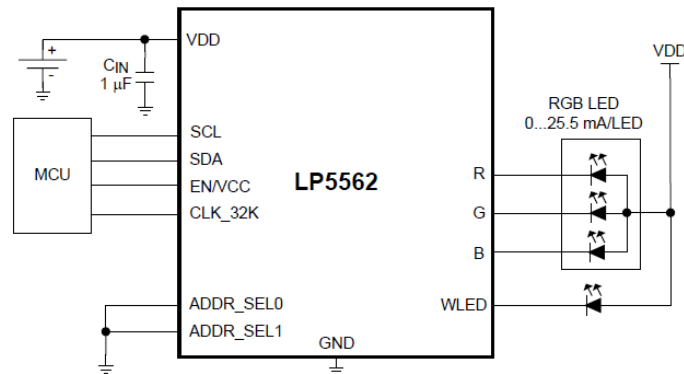 VDD
+
-
CIN
1 µF
MCU
SCL
SDA
EN/VCC
CLK_32K
ADDR_SEL0
ADDR_SEL1
LP5562
GND
R
G
B
WLED
RGB LED
0...25.5 mA/LED
VDD